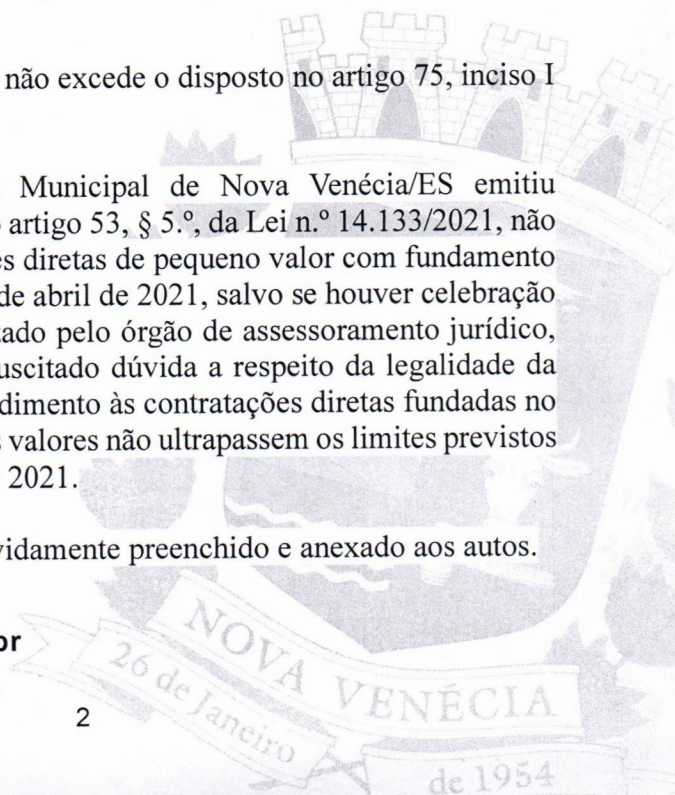 não excede o disposto no artigo 75, inciso I
Municipal de Nova Venécia/ES emitiu
artigo 53, § 5.º, da Lei n.º 14.133/2021, não
es diretas de pequeno valor com fundamento
de abril de 2021, salvo se houver celebração
ado pelo órgão de assessoramento jurídico,
uscitado dúvida a respeito da legalidade da
dimento às contratações diretas fundadas no
s valores não ultrapassem os limites previstos
2021.
vidamente preenchido e anexado aos autos.
or
2
NOVA VENÉCIA
26 de Janeiro
de 1954